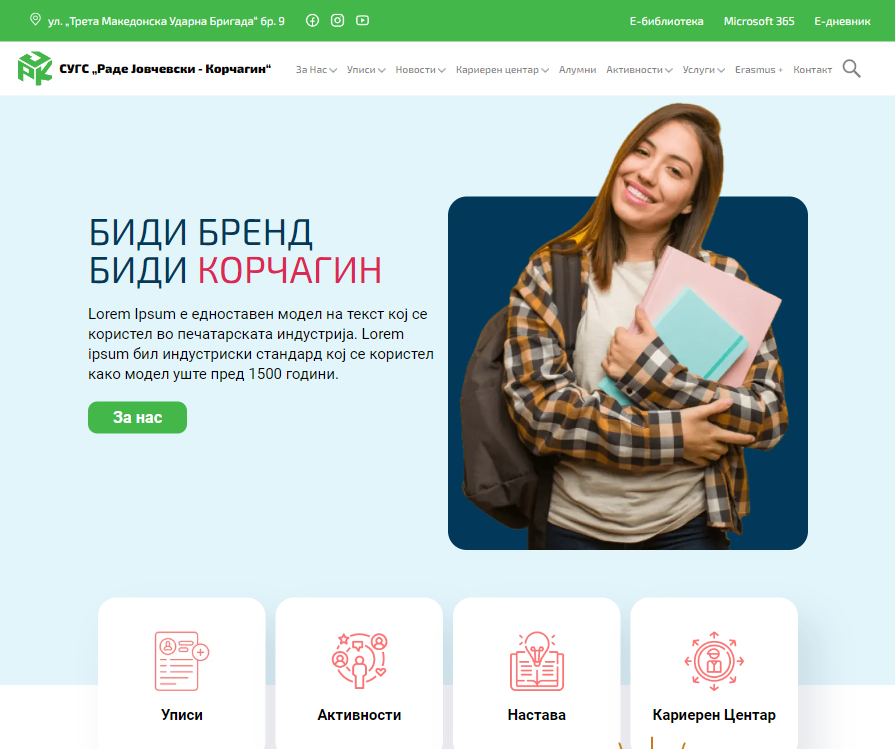 ул. „Трета Македонска Ударна Бригада“ бр. 9
Е-библиотека Microsoft 365 Е-дневник
СУГС „Раде Јовчевски - Корчагин“
За Нас Уписи Новости Кариерен центар Алумни Активности Услуги Erasmus + Контакт
БИДИ БРЕНД
БИДИ КОРЧАГИН
Lorem Ipsum е едноставен модел на текст кој се
користел во печатарската индустрија. Lorem
ipsum бил индустриски стандард кој се користел
како модел уште пред 1500 години.
За нас
Уписи Активности Настава Кариерен Центар